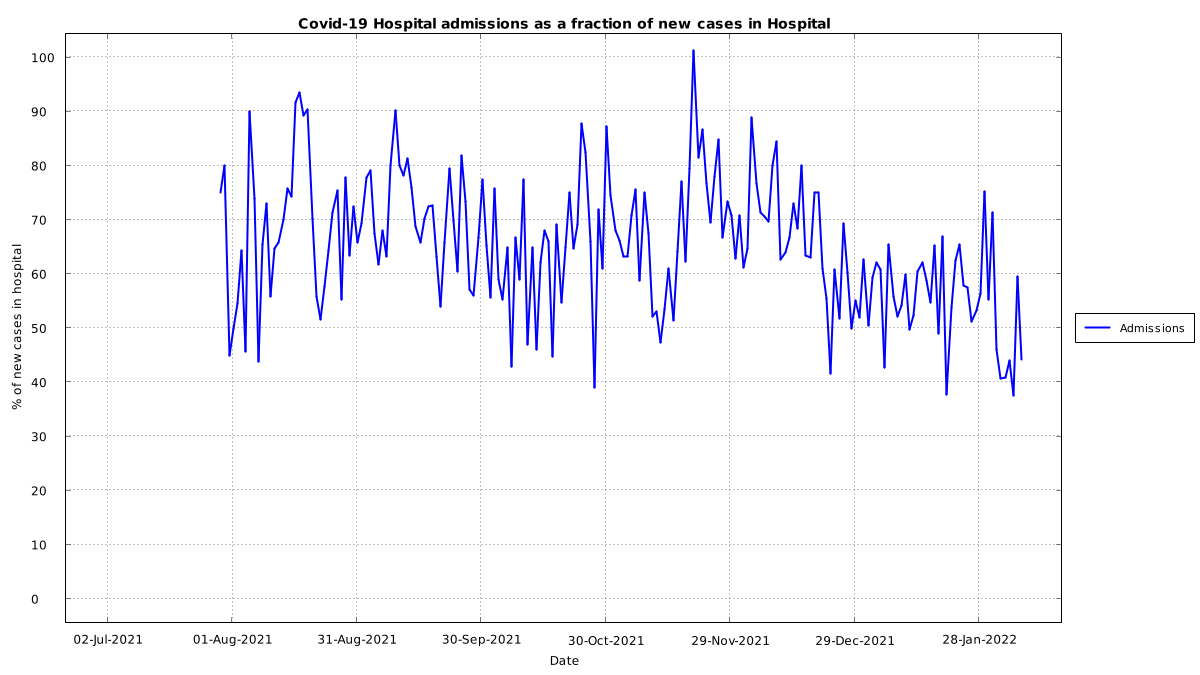 Covid-19 Hospital admissions as a fraction of new cases in Hospital
% of new cases in hospital
100
90
80
70
60
50
40
30
20
10
0
02-Jul-2021
01-Aug-2021
31-Aug-2021
30-Sep-2021
30-Oct-2021
29-Nov-2021
29-Dec-2021
28-Jan-2022
Date
Admissions